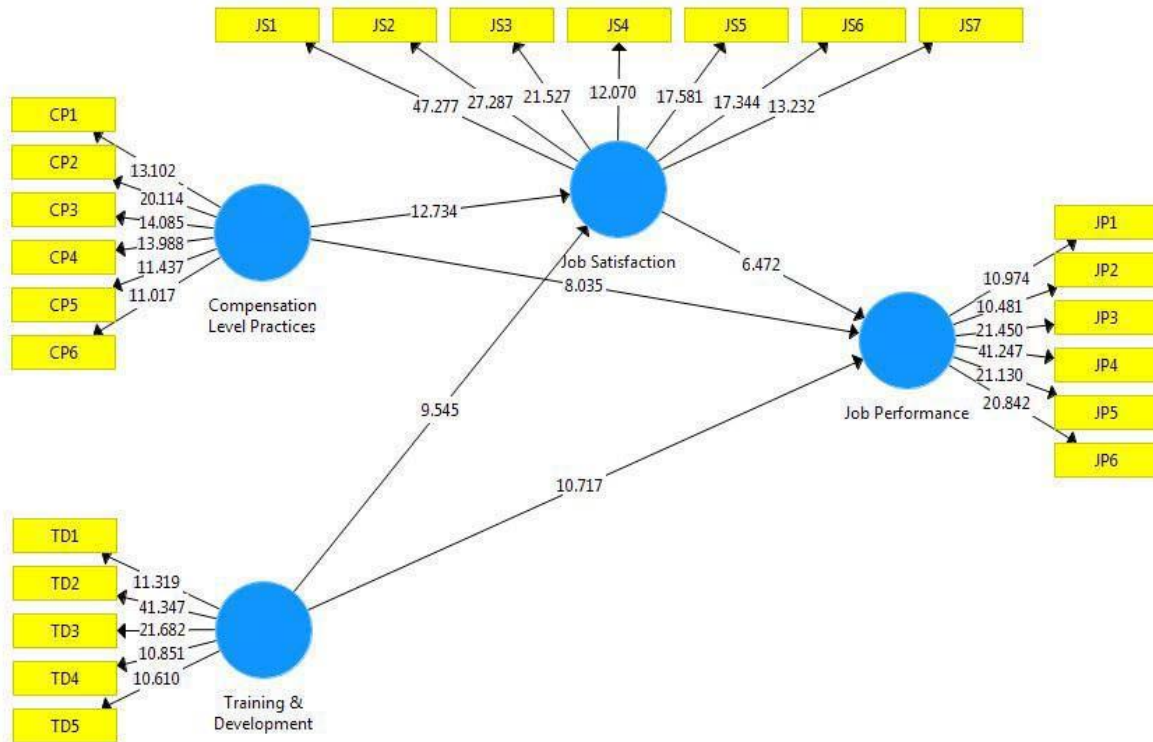 JS1
JS2
JS3
JS4
JS5
JS6
JS7
47.277
27.287
21.527
12.070
17.581
17.344
13.232
CP1
CP2
CP3
CP4
CP5
CP6
13.102
20.114
14.085
13.988
11.437
11.017
Compensation
Level Practices
12.734
Job Satisfaction
8.035
6.472
9.545
10.717
Job Performance
10.974
10.481
21.450
41.247
21.130
20.842
JP1
JP2
JP3
JP4
JP5
JP6
TD1
TD2
TD3
TD4
TD5
11.319
41.347
21.682
10.851
10.610
Training &
Development